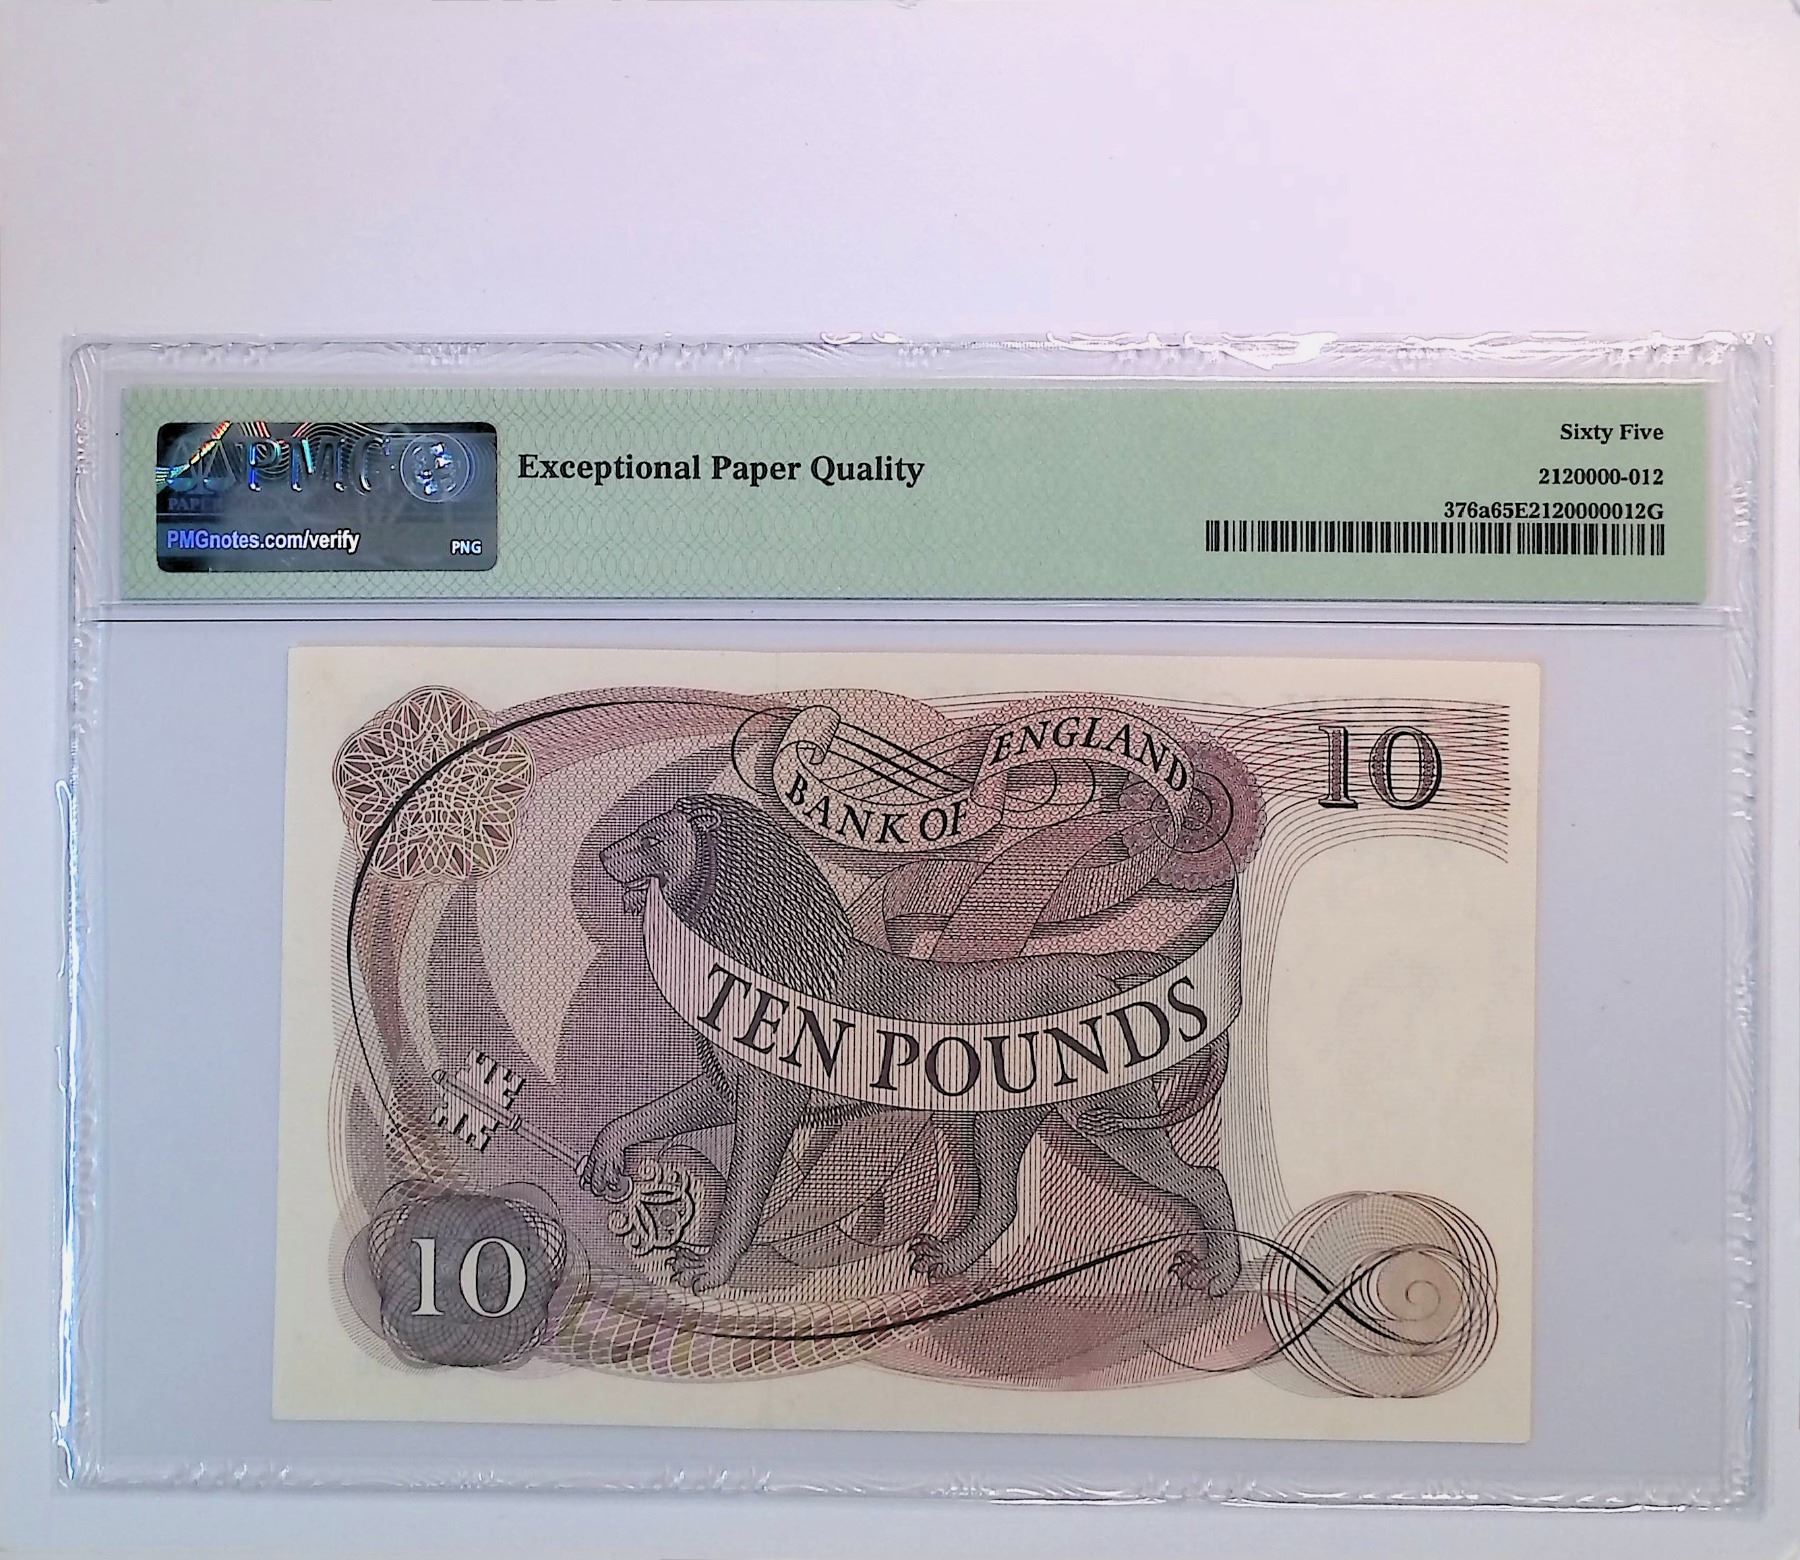 PMG
PAPER
PMGnotes.com/verify
PNG
Exceptional Paper Quality
Sixty Five
2120000-012
376a65E2120000012G
BANK OF ENGLAND
10
TEN POUNDS
10